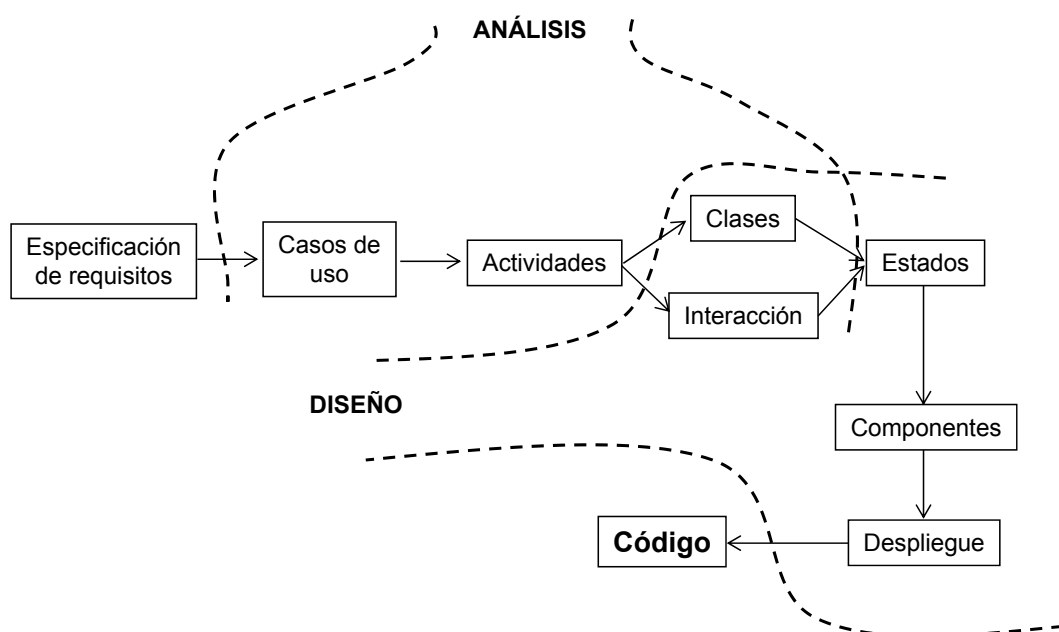 ANÁLISIS
Especificación
de requisitos
Casos de
uso
Actividades
Clases
Interacción
Estados
DISEÑO
Componentes
Código
Despliegue